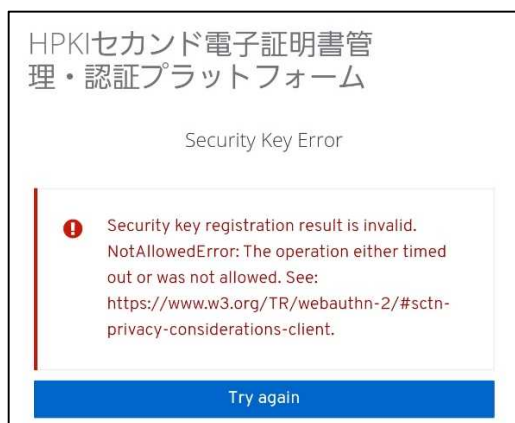 HPKIセカンド電子証明書管
理・認証プラットフォーム
Security Key Error
Security key registration result is invalid.
NotAllowedError: The operation either timed
out or was not allowed. See:
https://www.w3.org/TR/webauthn-2/#sctn-
privacy-considerations-client.
Try again